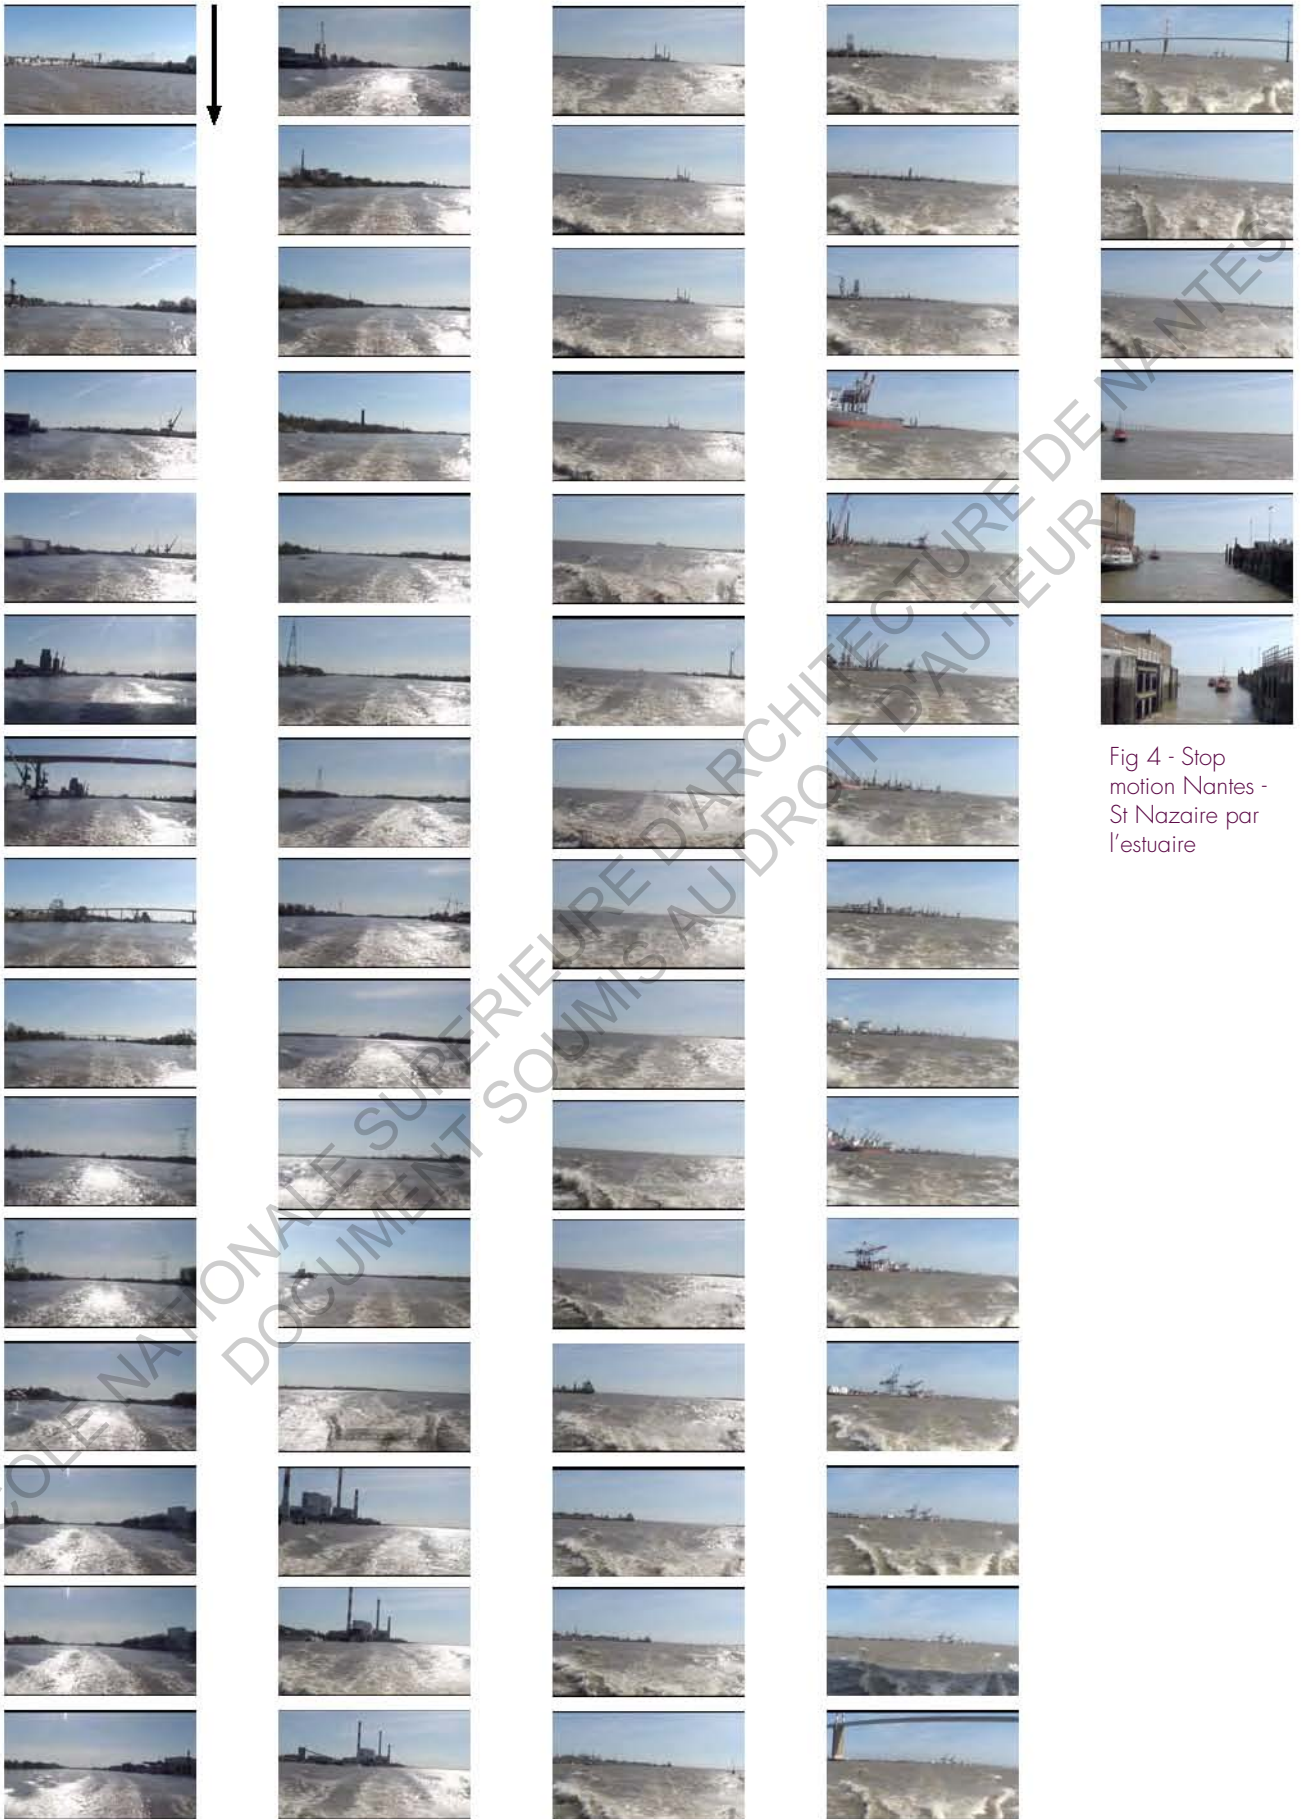 Fig 4 - Stop
motion Nantes -
St Nazaire par
l'estuaire
NATIONALE SUPERIEURE D'ARCHITECTURE DE NANTES
DOCUMENT SOUMIS AU DROIT D'AUTEUR